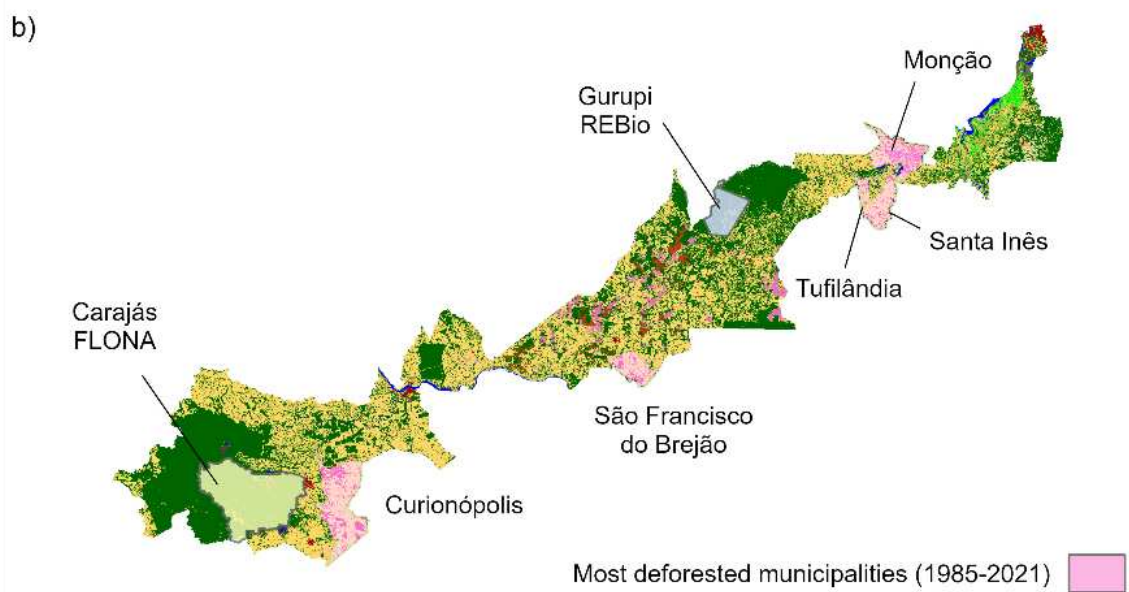 b)
Monção
Gurupi
REBio
Santa Inês
Tufilândia
Carajás
FLONA
São Francisco
do Brejão
Curionópolis
Most deforested municipalities (1985-2021)